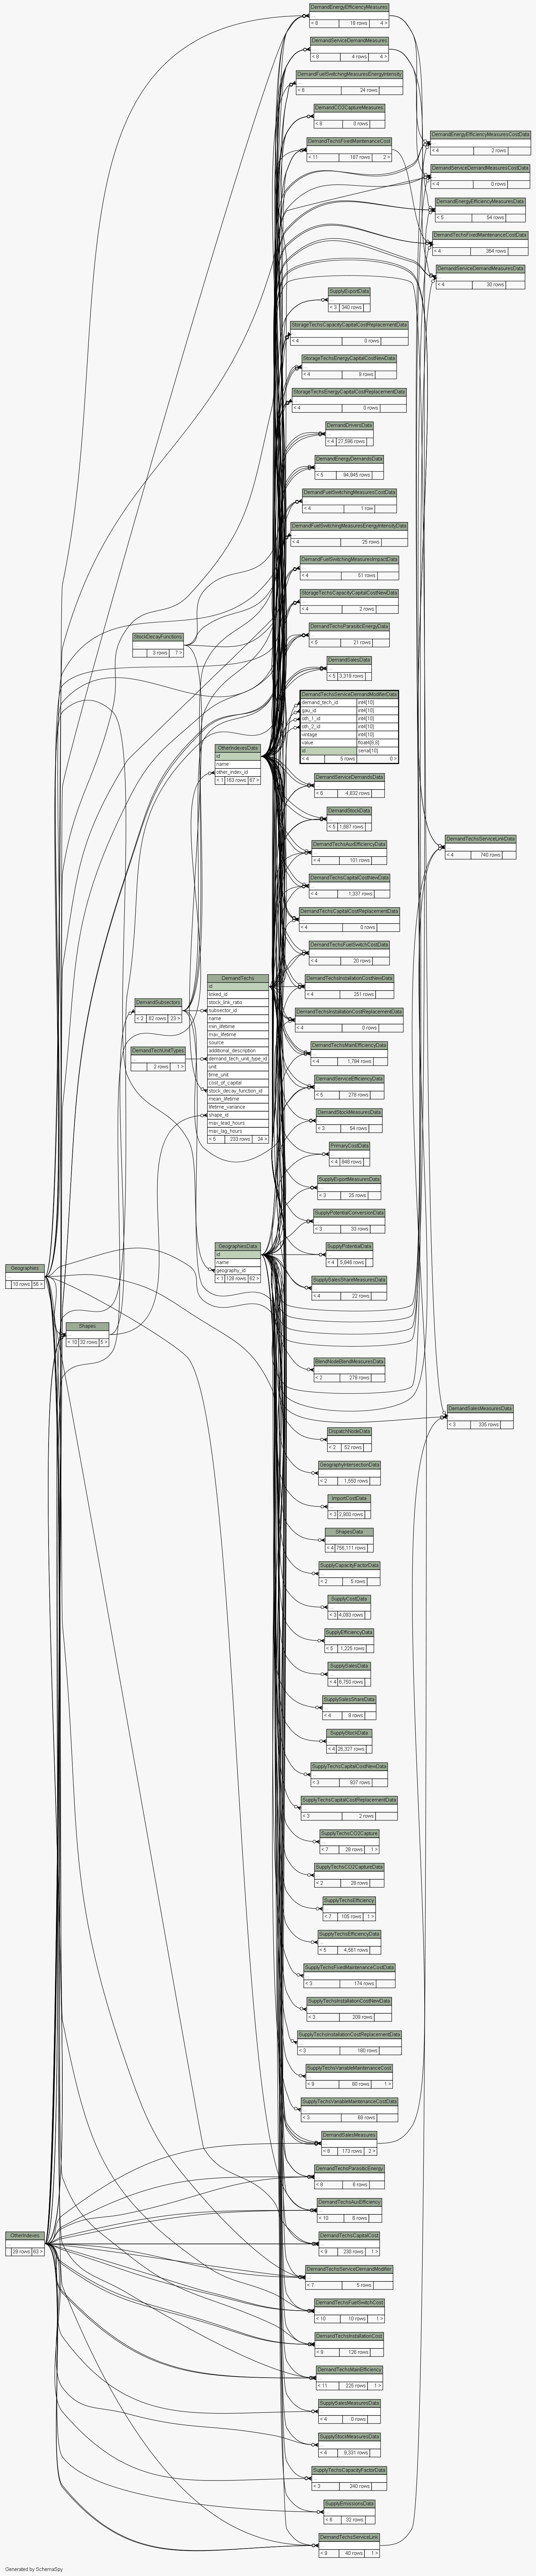 DemandEnergyEfficiencyMeasures
...
< 8 18 rows 4 >
DemandServiceDemandMeasures
...
< 8 4 rows 4 >
DemandFuelSwitchingMeasuresEnergyIntensity
...
< 6 24 rows
DemandCO2CaptureMeasures
...
< 8 0 rows
DemandTechsFixedMaintenanceCost
...
< 11 187 rows 2 >
DemandEnergyEfficiencyMeasuresCostData
...
< 4 2 rows
DemandServiceDemandMeasuresCostData
...
< 4 0 rows
DemandEnergyEfficiencyMeasuresData
...
< 5 54 rows
DemandTechsFixedMaintenanceCostData
...
< 4 364 rows
DemandServiceDemandMeasuresData
...
< 4 30 rows
SupplyExportData
...
< 3 340 rows
StorageTechsCapacityCapitalCostReplacementData
...
< 4 0 rows
StorageTechsEnergyCapitalCostNewData
...
< 4 9 rows
StorageTechsEnergyCapitalCostReplacementData
...
< 4 0 rows
DemandDriversData
...
< 4 27,596 rows
DemandEnergyDemandsData
...
< 5 94,945 rows
DemandFuelSwitchingMeasuresCostData
...
< 4 1 row
DemandFuelSwitchingMeasuresEnergyIntensityData
...
< 4 25 rows
DemandFuelSwitchingMeasuresImpactData
...
< 4 51 rows
StorageTechsCapacityCapitalCostNewData
...
< 4 2 rows
DemandTechsParasiticEnergyData
...
< 5 21 rows
StockDecayFunctions
...
3 rows 7 >
DemandSalesData
...
< 5 3,319 rows
DemandTechsServiceDemandModifierData
demand_tech_id int4[10]
gau_id int4[10]
oth_1_id int4[10]
oth_2_id int4[10]
vintage int4[10]
value float8[8,8]
id serial[10]
< 4 5 rows 0 >
OtherIndexesData
id
name
other_index_id
< 1 163 rows 67 >
DemandServiceDemandsData
...
< 6 4,832 rows
DemandStockData
...
< 5 1,687 rows
DemandTechsAuxEfficiencyData
...
< 4 101 rows
DemandTechsServiceLinkData
...
< 4 740 rows
DemandTechsCapitalCostNewData
...
< 4 1,337 rows
DemandTechsCapitalCostReplacementData
...
< 4 0 rows
DemandTechsFuelSwitchCostData
...
< 4 20 rows
DemandTechs
id
linked_id
stock_link_ratio
subsector_id
name
min_lifetime
max_lifetime
source
additional_description
demand_tech_unit_type_id
unit
time_unit
cost_of_capital
stock_decay_function_id
mean_lifetime
lifetime_variance
shape_id
max_lead_hours
max_lag_hours
< 5 233 rows 24 >
DemandSubsectors
...
< 2 82 rows 23 >
DemandTechUnitTypes
...
2 rows 1 >
DemandTechsInstallationCostNewData
...
< 4 251 rows
DemandTechsInstallationCostReplacementData
...
< 4 0 rows
DemandTechsMainEfficiencyData
...
< 4 1,784 rows
DemandServiceEfficiencyData
...
< 5 276 rows
DemandStockMeasuresData
...
< 3 54 rows
PrimaryCostData
...
< 4 848 rows
SupplyExportMeasuresData
...
< 3 25 rows
SupplyPotentialConversionData
...
< 3 33 rows
GeographiesData
id
name
geography_id
< 1 128 rows 82 >
SupplyPotentialData
...
< 4 5,846 rows
SupplySalesShareMeasuresData
...
< 4 22 rows
Geographies
...
10 rows 56 >
Shapes
...
< 10 32 rows 5 >
BlendNodeBlendMeasuresData
...
< 2 276 rows
DemandSalesMeasuresData
...
< 3 335 rows
DispatchNodeData
...
< 2 52 rows
GeographyIntersectionData
...
< 2 1,550 rows
ImportCostData
...
< 3 2,900 rows
ShapesData
...
< 4 756,111 rows
SupplyCapacityFactorData
...
< 2 5 rows
SupplyCostData
...
< 3 4,093 rows
SupplyEfficiencyData
...
< 5 1,225 rows
SupplySalesData
...
< 4 6,750 rows
SupplySalesShareData
...
< 4 9 rows
SupplyStockData
...
< 4 26,327 rows
SupplyTechsCapitalCostNewData
...
< 3 937 rows
SupplyTechsCapitalCostReplacementData
...
< 3 2 rows
SupplyTechsCO2Capture
...
< 7 28 rows 1 >
SupplyTechsCO2CaptureData
...
< 2 28 rows
SupplyTechsEfficiency
...
< 7 105 rows 1 >
SupplyTechsEfficiencyData
...
< 5 4,561 rows
SupplyTechsFixedMaintenanceCostData
...
< 3 174 rows
SupplyTechsInstallationCostNewData
...
< 3 209 rows
SupplyTechsInstallationCostReplacementData
...
< 3 160 rows
SupplyTechsVariableMaintenanceCost
...
< 9 80 rows 1 >
SupplyTechsVariableMaintenanceCostData
...
< 3 68 rows
DemandSalesMeasures
...
< 8 173 rows 2 >
DemandTechsParasiticEnergy
...
< 8 6 rows
DemandTechsAuxEfficiency
...
< 10 6 rows
OtherIndexes
...
29 rows 63 >
DemandTechsCapitalCost
...
< 9 230 rows 1 >
DemandTechsServiceDemandModifier
...
< 7 5 rows
DemandTechsFuelSwitchCost
...
< 10 10 rows 1 >
DemandTechsInstallationCost
...
< 9 126 rows
DemandTechsMainEfficiency
...
< 11 225 rows 1 >
SupplySalesMeasuresData
...
< 4 0 rows
SupplyStockMeasuresData
...
< 4 9,331 rows
SupplyTechsCapacityFactorData
...
< 3 240 rows
SupplyEmissionsData
...
< 6 32 rows
DemandTechsServiceLink
...
< 9 40 rows 1 >
Generated by SchemaSpy